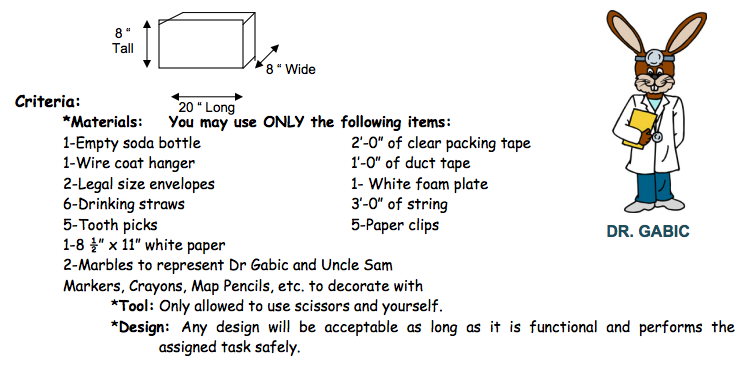 8 “
Tall
8 “ Wide
20 “ Long
Criteria:
*Materials: You may use ONLY the following items:
1-Empty soda bottle
2’-0” of clear packing tape
1-Wire coat hanger
1’-0” of duct tape
2-Legal size envelopes
1- White foam plate
6-Drinking straws
3’-0” of string
5-Tooth picks
5-Paper clips
1-8 ½” x 11” white paper
2-Marbles to represent Dr Gabic and Uncle Sam
Markers, Crayons, Map Pencils, etc. to decorate with
*Tool: Only allowed to use scissors and yourself.
*Design: Any design will be acceptable as long as it is functional and performs the
assigned task safely.
DR. GABIC